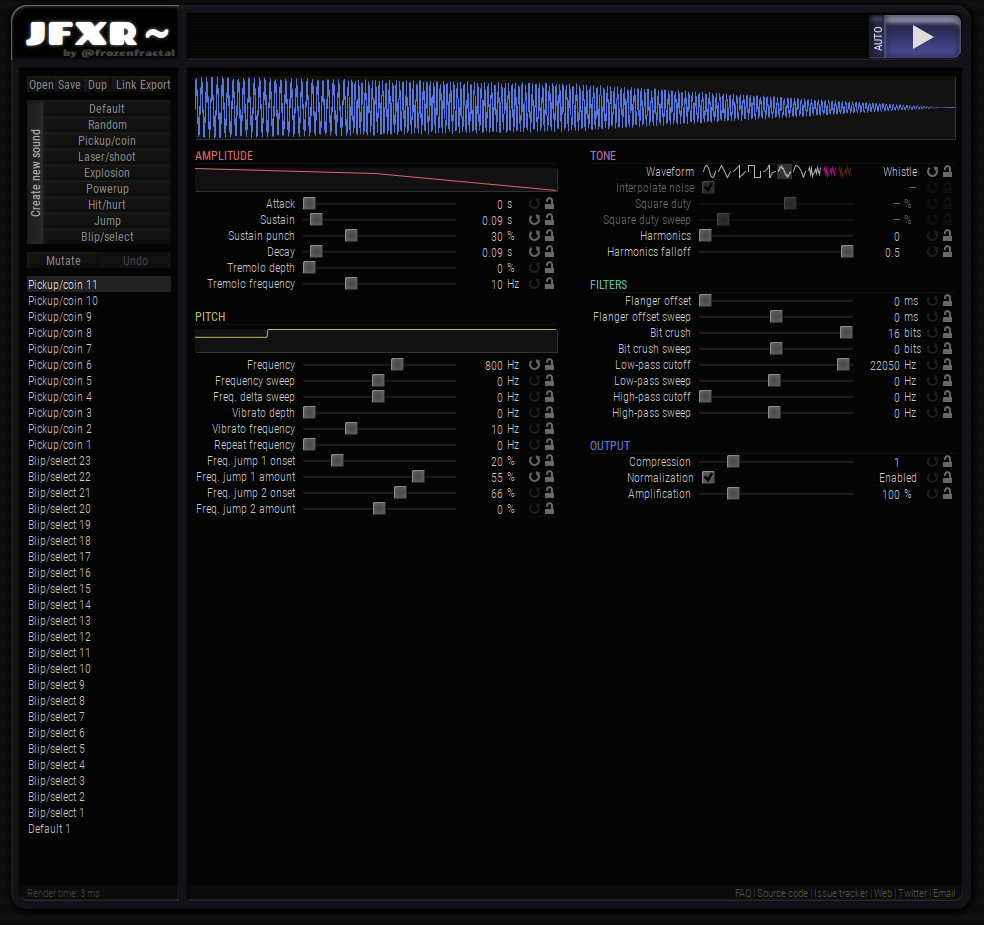 JFXR ~
by @frozenfractal
AUTO
Open Save Dup Link Export
Create new sound
Default
Random
Pickup/coin
Laser/shoot
Explosion
Powerup
Hit/hurt
Jump
Blip/select
Mutate Undo
Pickup/coin 11
Pickup/coin 10
Pickup/coin 9
Pickup/coin 8
Pickup/coin 7
Pickup/coin 6
Pickup/coin 5
Pickup/coin 4
Pickup/coin 3
Pickup/coin 2
Pickup/coin 1
Blip/select 23
Blip/select 22
Blip/select 21
Blip/select 20
Blip/select 19
Blip/select 18
Blip/select 17
Blip/select 16
Blip/select 15
Blip/select 14
Blip/select 13
Blip/select 12
Blip/select 11
Blip/select 10
Blip/select 9
Blip/select 8
Blip/select 7
Blip/select 6
Blip/select 5
Blip/select 4
Blip/select 3
Blip/select 2
Blip/select 1
Default 1
Render time: 3 ms
AMPLITUDE
Attack 0 s
Sustain 0.09 s
Sustain punch 30 %
Decay 0.09 s
Tremolo depth 0 %
Tremolo frequency 10 Hz
PITCH
Frequency 800 Hz
Frequency sweep 0 Hz
Freq. delta sweep 0 Hz
Vibrato depth 0 Hz
Vibrato frequency 10 Hz
Repeat frequency 0 Hz
Freq. jump 1 onset 20 %
Freq. jump 1 amount 55 %
Freq. jump 2 onset 66 %
Freq. jump 2 amount 0 %
TONE
Waveform Whistle
Interpolate noise –
Square duty – %
Square duty sweep – %
Harmonics 0
Harmonics falloff 0.5
FILTERS
Flanger offset 0 ms
Flanger offset sweep 0 ms
Bit crush 16 bits
Bit crush sweep 0 bits
Low-pass cutoff 22050 Hz
Low-pass sweep 0 Hz
High-pass cutoff 0 Hz
High-pass sweep 0 Hz
OUTPUT
Compression 1
Normalization Enabled
Amplification 100 %
FAQ | Source code | Issue tracker | Web | Twitter | Email